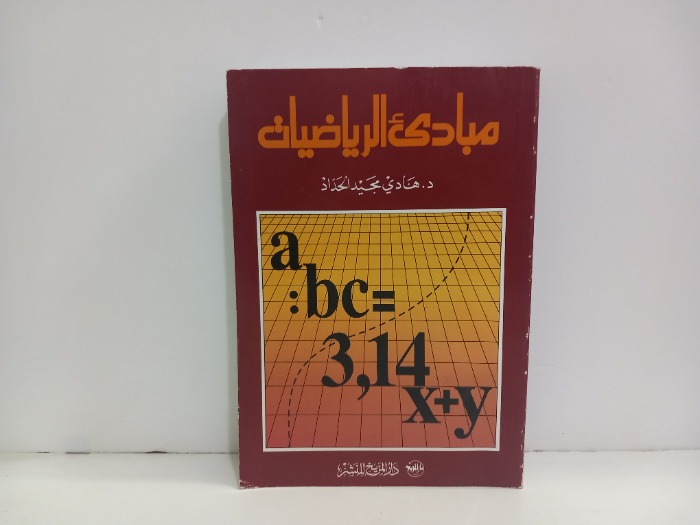 مبادئ الرياضيات
د. هادي مجيد الحداد
a
:bc=
3,14
x+y
دار المريخ للنشر